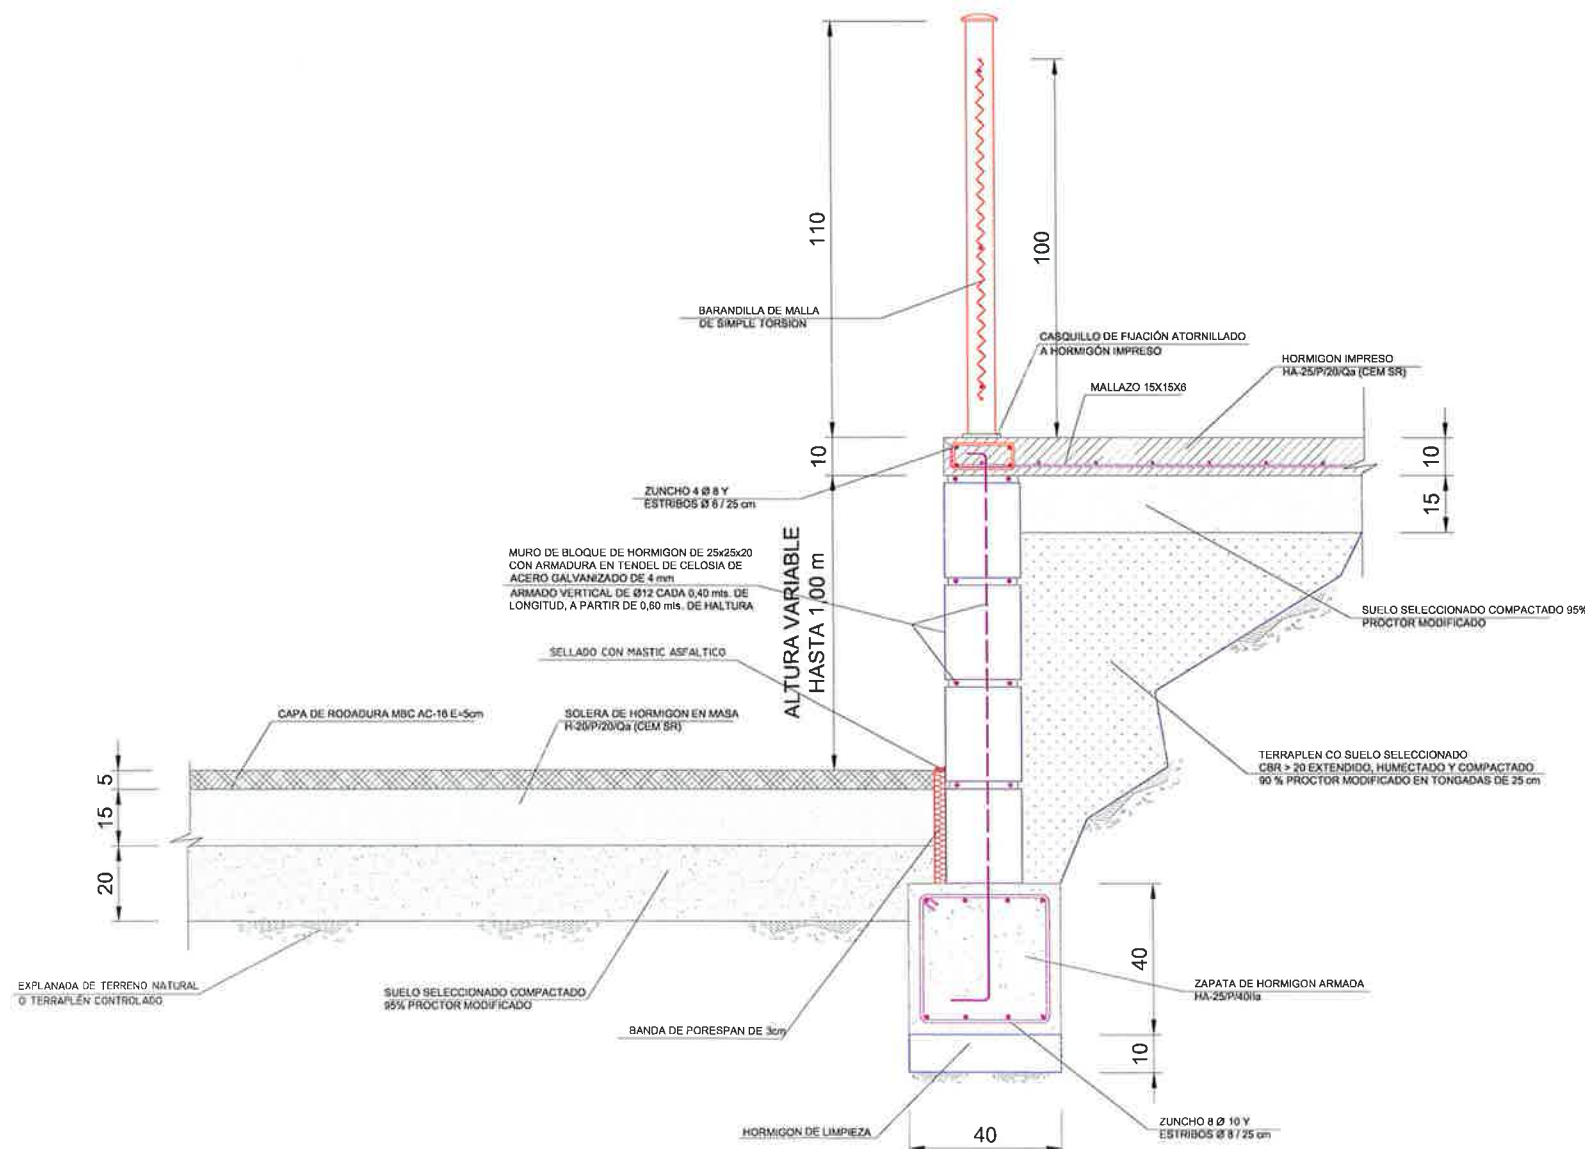 110
100
BARANDILLA DE MALLA
DE SIMPLE TORSION
CASQUILLO DE FIJACIÓN ATORNILLADO
A HORMIGÓN IMPRESO
HORMIGON IMPRESO
HA-25/P/20/Qa (CEM SR)
MALLAZO 15X15X6
10
10
15
ZUNCHO 4 Ø 8 Y
ESTRIBOS Ø 6 / 25 cm
ALTURA VARIABLE
HASTA 1,00 m
MURO DE BLOQUE DE HORMIGON DE 25x25x20
CON ARMADURA EN TENDEL DE CELOSIA DE
ACERO GALVANIZADO DE 4 mm
ARMADO VERTICAL DE Ø12 CADA 0,40 mts. DE
LONGITUD, A PARTIR DE 0,60 mts. DE HALTURA
SUELO SELECCIONADO COMPACTADO 95%
PROCTOR MODIFICADO
SELLADO CON MASTIC ASFALTICO
CAPA DE RODADURA MBC AC-16 E=5cm
SOLERA DE HORMIGON EN MASA
H-20/P/20/Qa (CEM SR)
TERRAPLEN CO SUELO SELECCIONADO
CBR > 20 EXTENDIDO, HUMECTADO Y COMPACTADO
90 % PROCTOR MODIFICADO EN TONGADAS DE 25 cm
5
15
20
EXPLANADA DE TERRENO NATURAL
O TERRAPLÉN CONTROLADO
SUELO SELECCIONADO COMPACTADO
95% PROCTOR MODIFICADO
BANDA DE PORESPAN DE 3cm
40
ZAPATA DE HORMIGON ARMADA
HA-25/P/40/IIa
10
HORMIGON DE LIMPIEZA
40
ZUNCHO 8 Ø 10 Y
ESTRIBOS Ø 8 / 25 cm